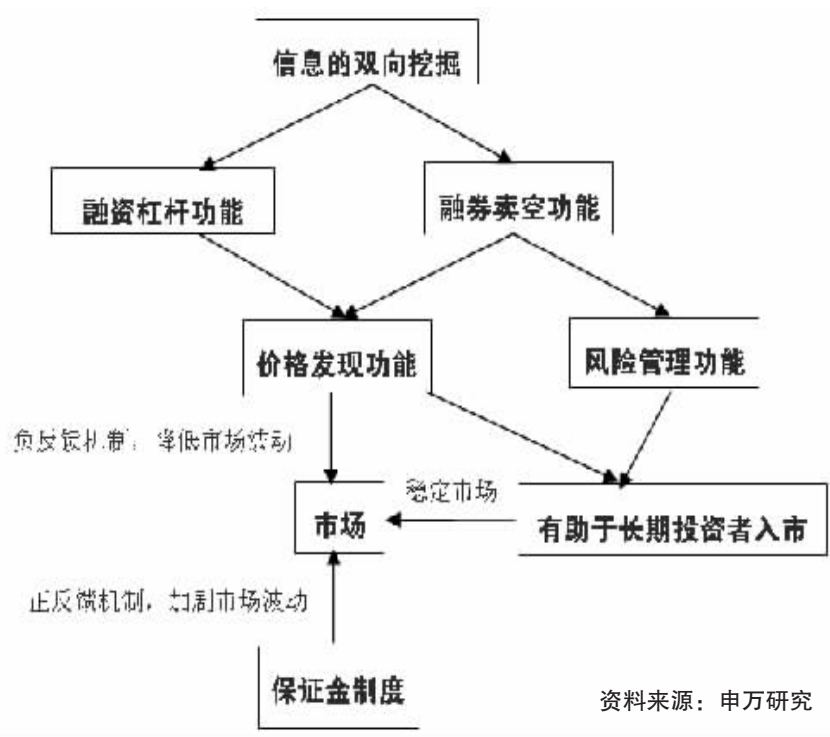 信息的双向挖掘
融资杠杆功能
融券卖空功能
价格发现功能
风险管理功能
负反馈机制，降低市场波动
稳定市场
市场
有助于长期投资者入市
正反馈机制，加剧市场波动
保证金制度
资料来源：申万研究